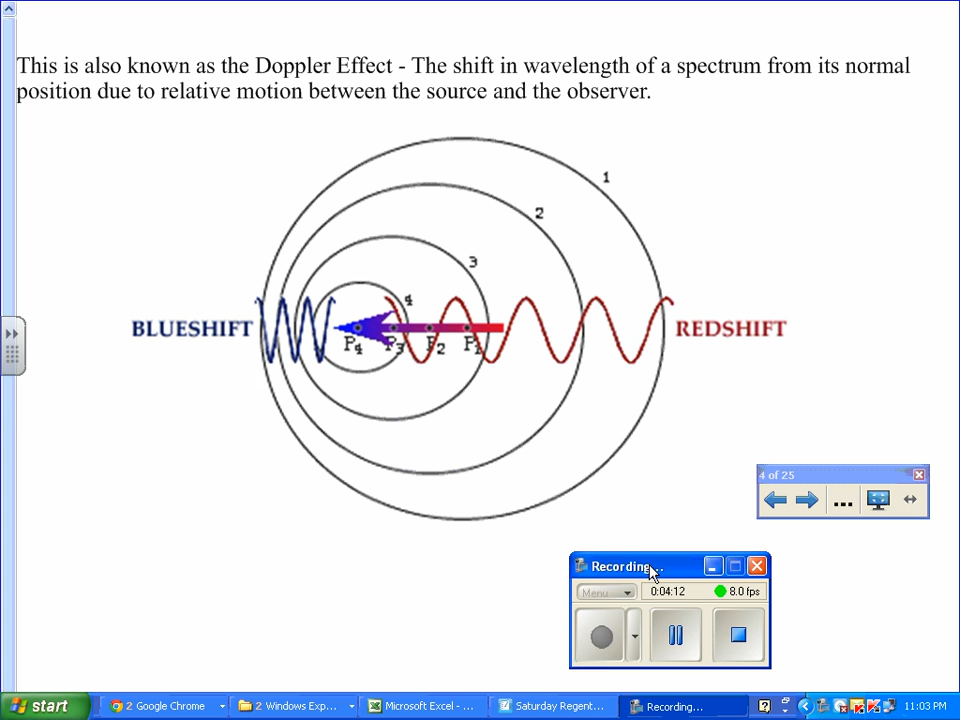 This is also known as the Doppler Effect - The shift in wavelength of a spectrum from its normal
position due to relative motion between the source and the observer.
1
2
3
4
BLUESHIFT
REDSHIFT
P4 P3 P2 P1
4 of 25
...
Recording...
Menu
0:04:12
8.0 fps
start
2 Google Chrome
2 Windows Exp...
Microsoft Excel - ...
Saturday Regent...
Recording...
11:03 PM